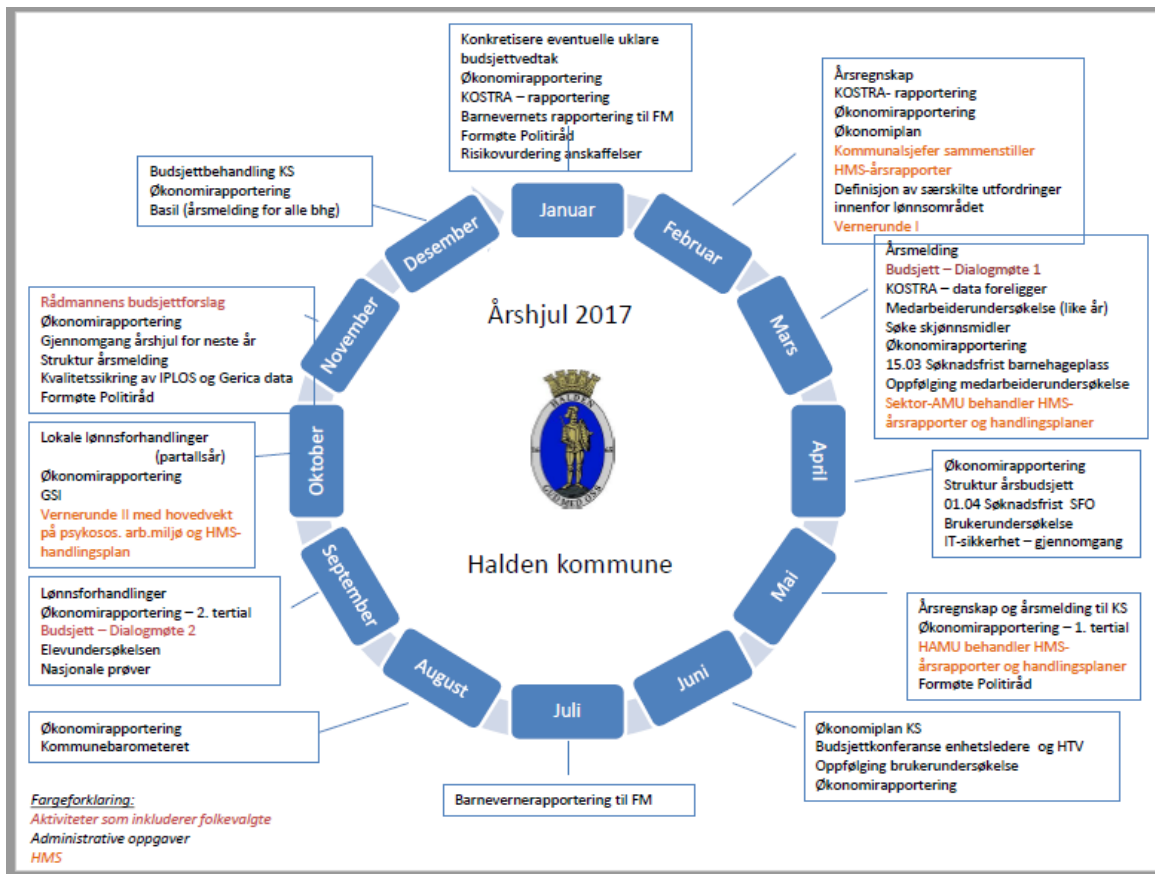 Konkretisere eventuelle uklare
budsjettvedtak
Økonomirapportering
KOSTRA – rapportering
Barnevernets rapportering til FM
Formøte Politiråd
Risikovurdering anskaffelser
Årsregnskap
KOSTRA- rapportering
Økonomirapportering
Økonomiplan
Kommunalsjefer sammenstiller
HMS-årsrapporter
Definisjon av særskilte utfordringer
innenfor lønnsområdet
Vernerunde I
Budsjettbehandling KS
Økonomirapportering
Basil (årsmelding for alle bhg)
Januar
Februar
Desember
Årsmelding
Budsjett – Dialogmøte 1
KOSTRA – data foreligger
Medarbeiderundersøkelse (like år)
Søke skjønnsmidler
Økonomirapportering
15.03 Søknadsfrist barnehageplass
Oppfølging medarbeiderundersøkelse
Sektor-AMU behandler HMS-
årsrapporter og handlingsplaner
Mars
November
Rådmannens budsjettforslag
Økonomirapportering
Gjennomgang årshjul for neste år
Struktur årsmelding
Kvalitetssikring av IPLOS og Gerica data
Formøte Politiråd
Årshjul 2017
HALDEN
GUD MED OSS
Halden kommune
Oktober
Lokale lønnsforhandlinger
(partallsår)
Økonomirapportering
GSI
Vernerunde II med hovedvekt
på psykosos. arb.miljø og HMS-
handlingsplan
April
Økonomirapportering
Struktur årsbudsjett
01.04 Søknadsfrist SFO
Brukerundersøkelse
IT-sikkerhet – gjennomgang
September
Lønnsforhandlinger
Økonomirapportering – 2. tertial
Budsjett – Dialogmøte 2
Elevundersøkelsen
Nasjonale prøver
Mai
Årsregnskap og årsmelding til KS
Økonomirapportering – 1. tertial
HAMU behandler HMS-
årsrapporter og handlingsplaner
Formøte Politiråd
August
Juli
Juni
Økonomirapportering
Kommunebarometeret
Økonomiplan KS
Budsjettkonferanse enhetsledere og HTV
Oppfølging brukerundersøkelse
Økonomirapportering
Barnevernerapportering til FM
Fargeforklaring:
Aktiviteter som inkluderer folkevalgte
Administrative oppgaver
HMS